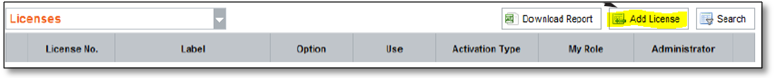 Licenses Download Report Add License Search
License No. Label Option Use Activation Type My Role Administrator